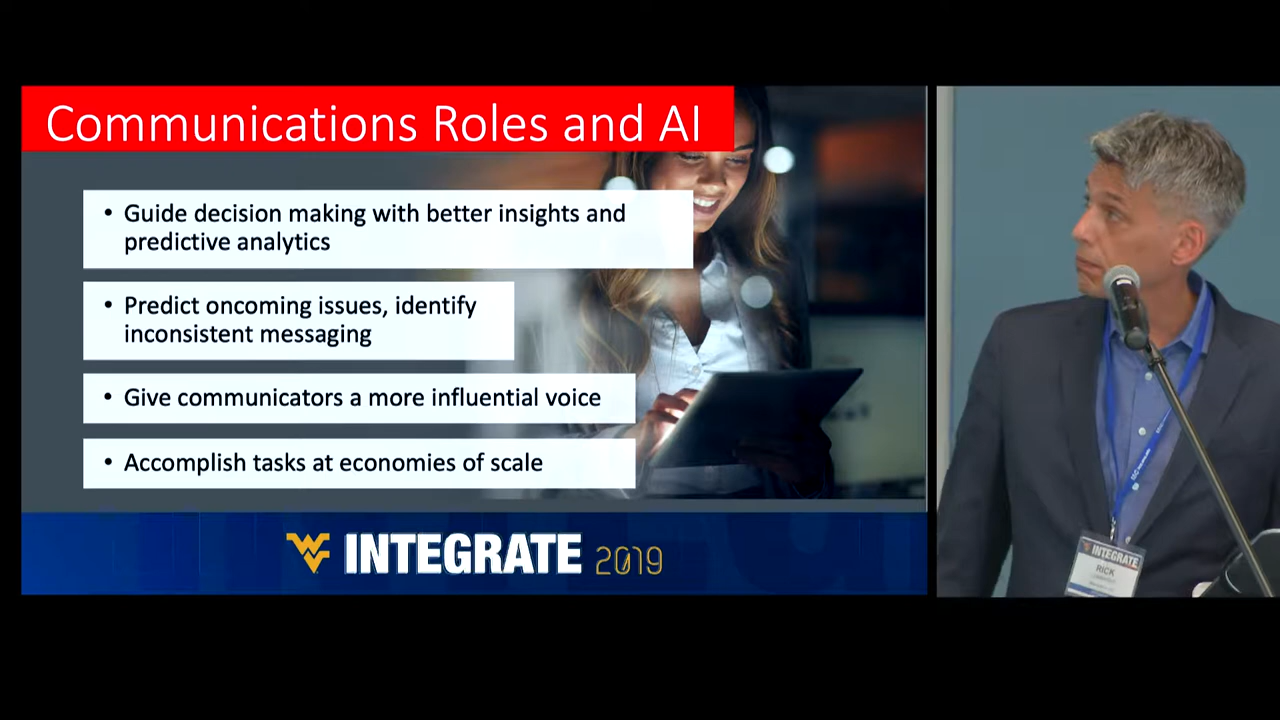 Communications Roles and AI
• Guide decision making with better insights and
predictive analytics
• Predict oncoming issues, identify
inconsistent messaging
• Give communicators a more influential voice
• Accomplish tasks at economies of scale
WV INTEGRATE 2019
INTEGRATE
RICK